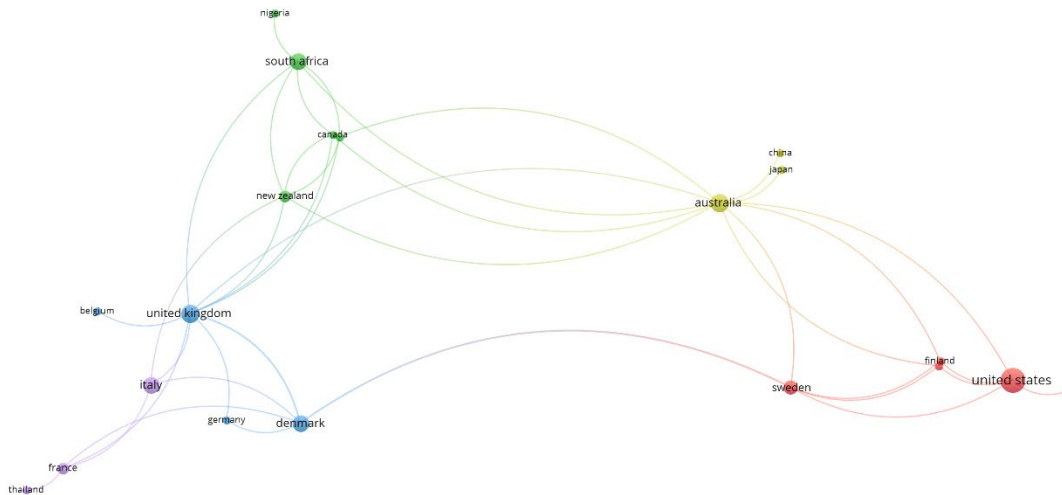 nigeria
south africa
canada
china
japan
new zealand
australia
belgium
united kingdom
finland
united states
italy
sweden
germany
denmark
france
thailand